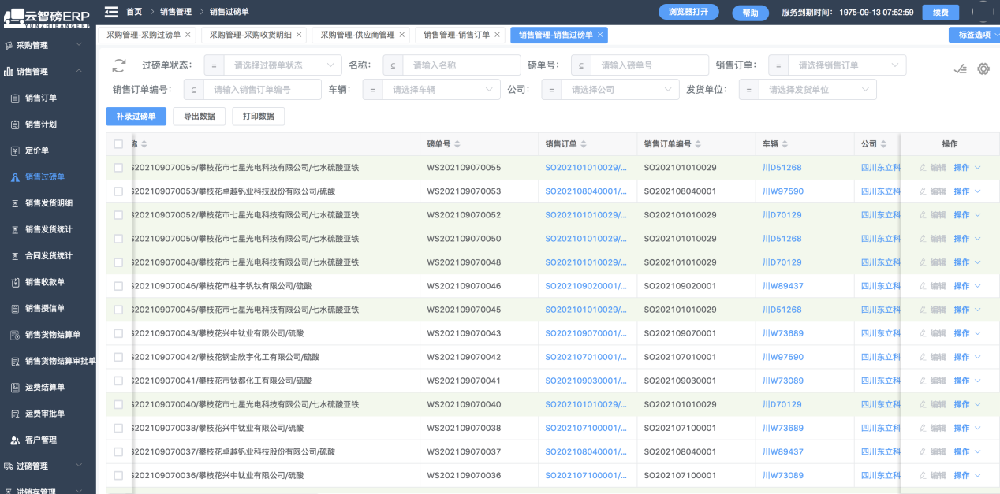 云智磅ERP
YUNZHIBANGERP
首页 > 销售管理 > 销售过磅单
浏览器打开 帮助 服务到期时间: 1975-09-13 07:52:59 续费
采购管理-采购过磅单 × 采购管理-采购收货明细 × 采购管理-供应商管理 × 销售管理-销售订单 × 销售管理-销售过磅单 × 标签选项
采购管理
销售管理
销售订单
销售计划
定价单
销售过磅单
销售发货明细
销售发货统计
合同发货统计
销售收款单
销售授信单
销售货物结算单
销售货物结算审批单
运费结算单
运费审批单
客户管理
过磅管理
进销存管理
过磅单状态: = 请选择过磅单状态 名称: ⊆ 请输入名称 磅单号: ⊆ 请输入磅单号 销售订单: = 请选择销售订单
销售订单编号: ⊆ 请输入销售订单编号 车辆: = 请选择车辆 公司: = 请选择公司 发货单位: = 请选择发货单位
补录过磅单 导出数据 打印数据
称 磅单号 销售订单 销售订单编号 车辆 公司 操作
S202109070055/攀枝花市七星光电科技有限公司/七水硫酸亚铁 WS202109070055 SO202101010029/... SO202101010029 川D51268 四川东立科 编辑 操作
S202109070053/攀枝花卓越钒业科技股份有限公司/硫酸 WS202109070053 SO202108040001/... SO202108040001 川W97590 四川东立科 编辑 操作
S202109070052/攀枝花市七星光电科技有限公司/七水硫酸亚铁 WS202109070052 SO202101010029/... SO202101010029 川D70129 四川东立科 编辑 操作
S202109070050/攀枝花市七星光电科技有限公司/七水硫酸亚铁 WS202109070050 SO202101010029/... SO202101010029 川D51268 四川东立科 编辑 操作
S202109070048/攀枝花市七星光电科技有限公司/七水硫酸亚铁 WS202109070048 SO202101010029/... SO202101010029 川D70129 四川东立科 编辑 操作
S202109070046/攀枝花市柱宇钒钛有限公司/硫酸 WS202109070046 SO202109020001/... SO202109020001 川W89437 四川东立科 编辑 操作
S202109070045/攀枝花市七星光电科技有限公司/七水硫酸亚铁 WS202109070045 SO202101010029/... SO202101010029 川D51268 四川东立科 编辑 操作
S202109070043/攀枝花兴中钛业有限公司/硫酸 WS202109070043 SO202109070001/... SO202109070001 川W73689 四川东立科 编辑 操作
S202109070042/攀枝花钢企欣宇化工有限公司/硫酸 WS202109070042 SO202107010001/... SO202107010001 川W97590 四川东立科 编辑 操作
S202109070041/攀枝花市钛都化工有限公司/硫酸 WS202109070041 SO202109030001/... SO202109030001 川W73089 四川东立科 编辑 操作
S202109070040/攀枝花市七星光电科技有限公司/七水硫酸亚铁 WS202109070040 SO202101010029/... SO202101010029 川D70129 四川东立科 编辑 操作
S202109070038/攀枝花兴中钛业有限公司/硫酸 WS202109070038 SO202107100001/... SO202107100001 川W73689 四川东立科 编辑 操作
S202109070037/攀枝花卓越钒业科技股份有限公司/硫酸 WS202109070037 SO202108040001/... SO202108040001 川W89437 四川东立科 编辑 操作
S202109070036/攀枝花兴中钛业有限公司/硫酸 WS202109070036 SO202107100001/... SO202107100001 川W73089 四川东立科 编辑 操作